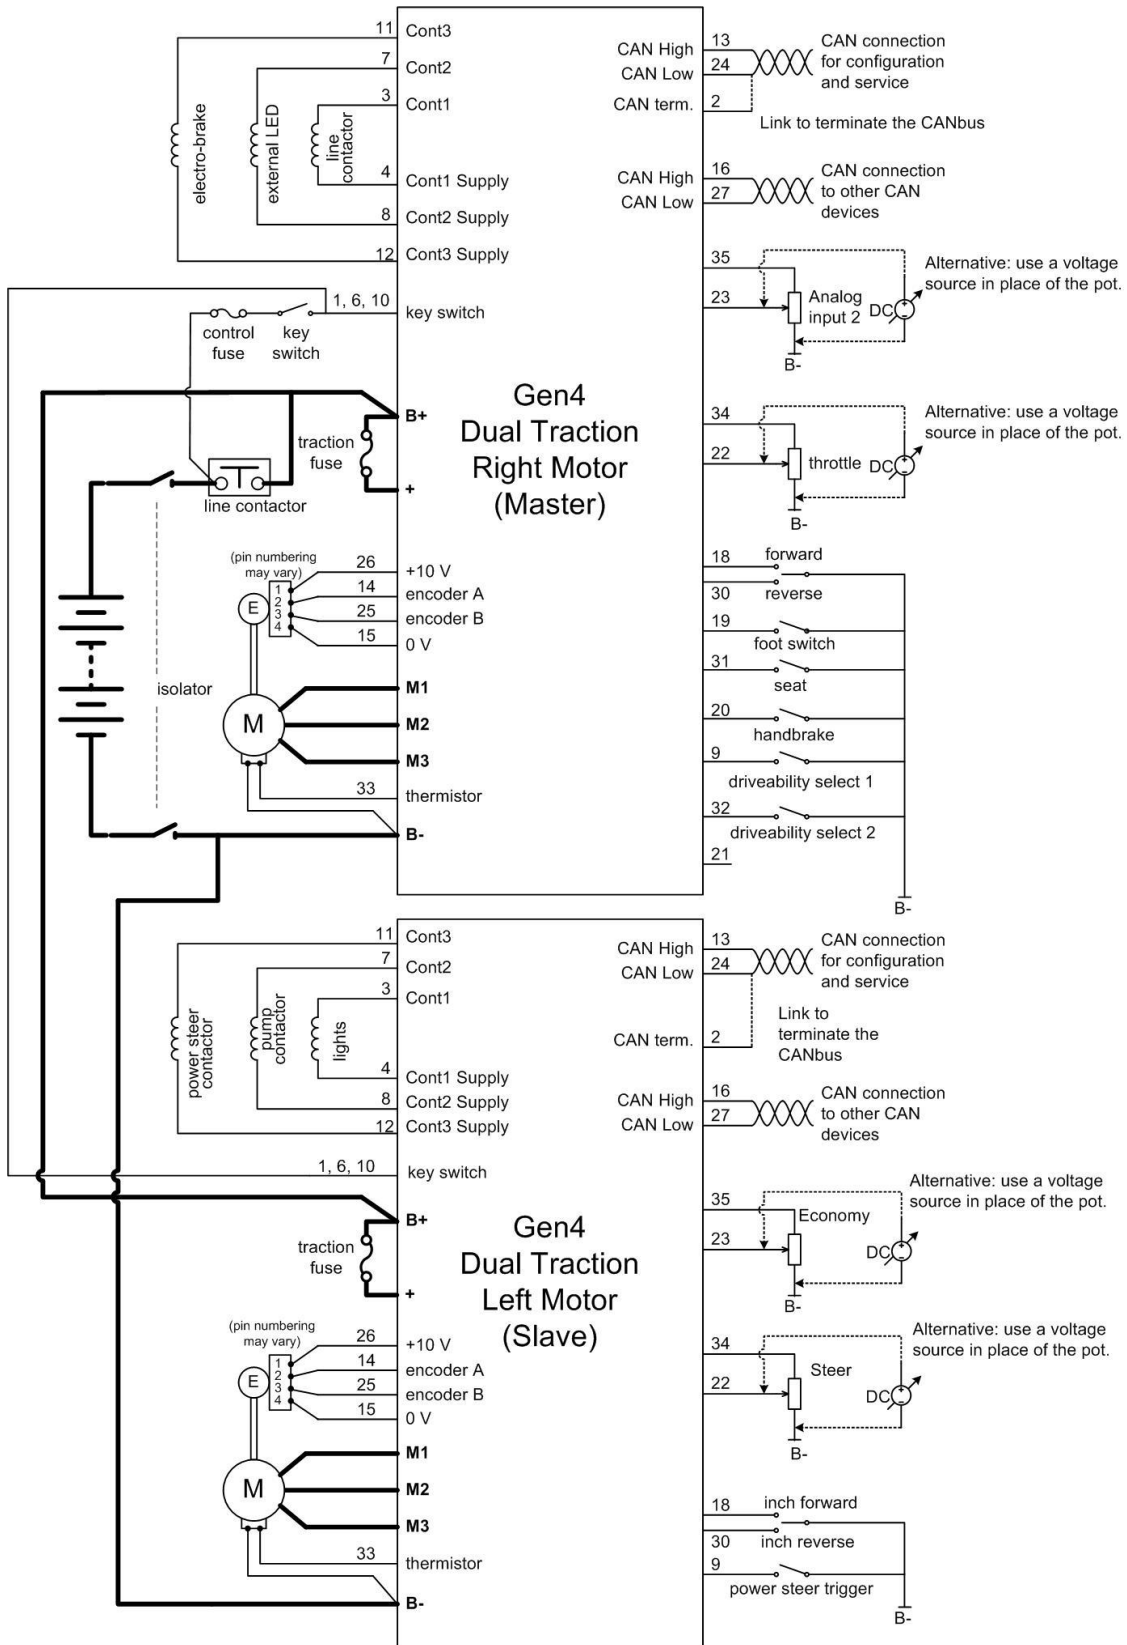 11
Cont3
7
Cont2
3
Cont1
electro-brake
external LED
line
contactor
4
Cont1 Supply
8
Cont2 Supply
12
Cont3 Supply
1, 6, 10
key switch
control
fuse
key
switch
B+
traction
fuse
+
line contactor
Gen4
Dual Traction
Right Motor
(Master)
(pin numbering
may vary)
26
+10 V
14
encoder A
25
encoder B
15
0 V
1
2
3
4
E
isolator
M
M1
M2
M3
33
thermistor
B-
CAN High
13
CAN Low
24
CAN term.
2
CAN connection
for configuration
and service
Link to terminate the CANbus
CAN High
16
CAN Low
27
CAN connection
to other CAN
devices
35
23
Analog
input 2
DC
+
−
B-
Alternative: use a voltage
source in place of the pot.
34
22
throttle
DC
+
−
B-
Alternative: use a voltage
source in place of the pot.
18
forward
30
reverse
19
foot switch
31
seat
20
handbrake
9
driveability select 1
32
driveability select 2
21
B-
11
Cont3
7
Cont2
3
Cont1
power steer
contactor
pump
contactor
lights
4
Cont1 Supply
8
Cont2 Supply
12
Cont3 Supply
1, 6, 10
key switch
B+
traction
fuse
+
Gen4
Dual Traction
Left Motor
(Slave)
(pin numbering
may vary)
26
+10 V
14
encoder A
25
encoder B
15
0 V
1
2
3
4
E
M
M1
M2
M3
33
thermistor
B-
CAN High
13
CAN Low
24
CAN term.
2
CAN connection
for configuration
and service
Link to
terminate the
CANbus
CAN High
16
CAN Low
27
CAN connection
to other CAN
devices
35
23
Economy
DC
+
−
B-
Alternative: use a voltage
source in place of the pot.
34
22
Steer
DC
+
−
B-
Alternative: use a voltage
source in place of the pot.
18
inch forward
30
inch reverse
9
power steer trigger
B-